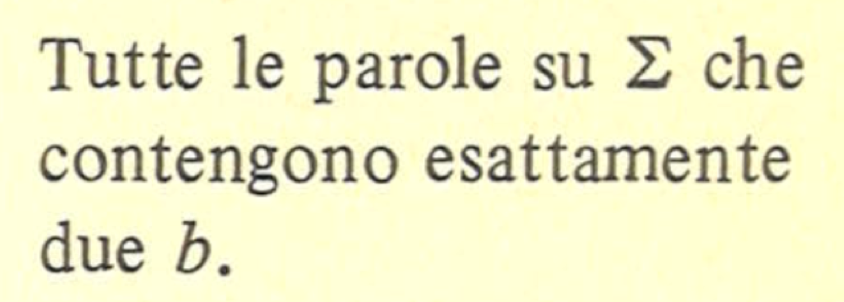 Tutte le parole su Σ che
contengono esattamente
due b.